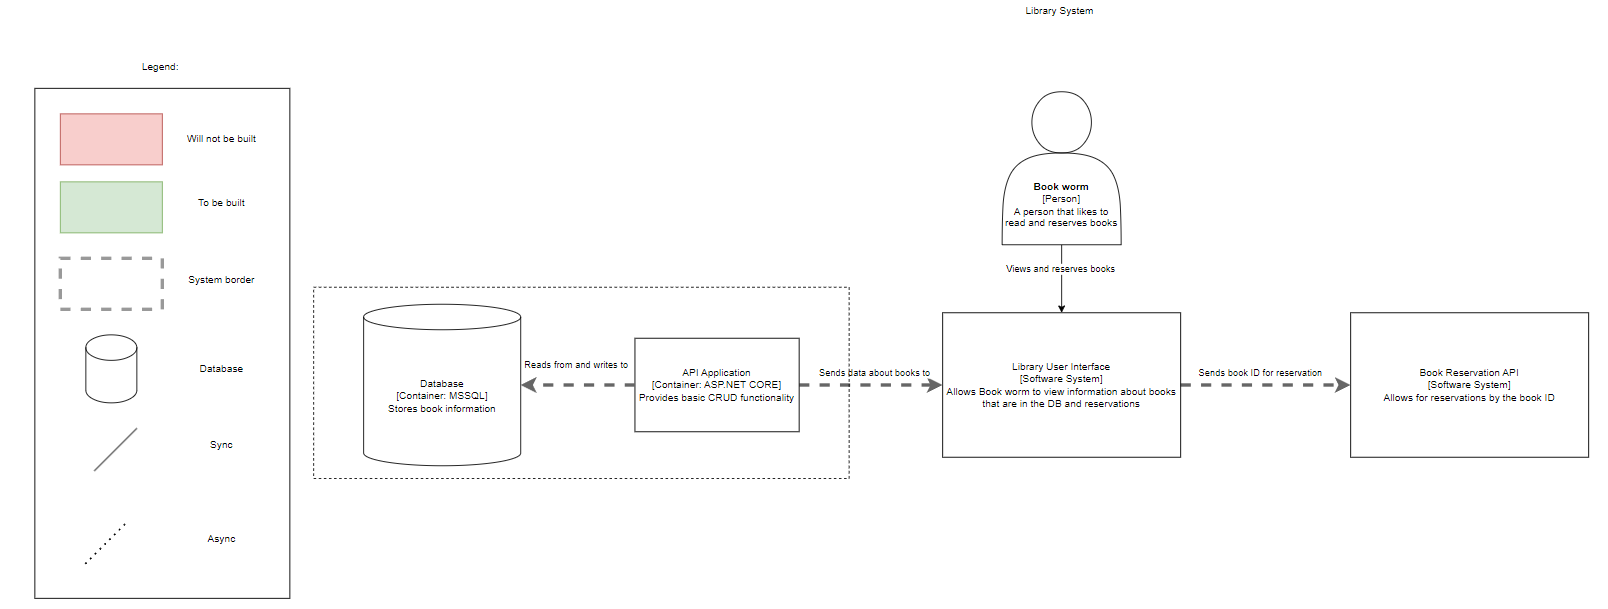 Library System
Legend:
Will not be built
To be built
System border
Database
Sync
Async
Book worm
[Person]
A person that likes to
read and reserves books
Views and reserves books
Database
[Container: MSSQL]
Stores book information
Reads from and writes to
API Application
[Container: ASP.NET CORE]
Provides basic CRUD functionality
Sends data about books to
Library User Interface
[Software System]
Allows Book worm to view information about books
that are in the DB and reservations
Sends book ID for reservation
Book Reservation API
[Software System]
Allows for reservations by the book ID